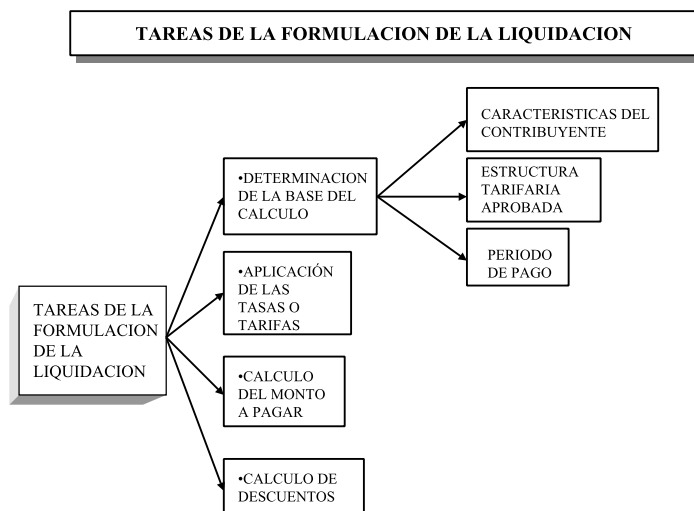 TAREAS DE LA FORMULACION DE LA LIQUIDACION
TAREAS DE LA
FORMULACION
DE LA
LIQUIDACION
•DETERMINACION
DE LA BASE DEL
CALCULO
•APLICACIÓN
DE LAS
TASAS O
TARIFAS
•CALCULO
DEL MONTO
A PAGAR
•CALCULO DE
DESCUENTOS
CARACTERISTICAS DEL
CONTRIBUYENTE
ESTRUCTURA
TARIFARIA
APROBADA
PERIODO
DE PAGO